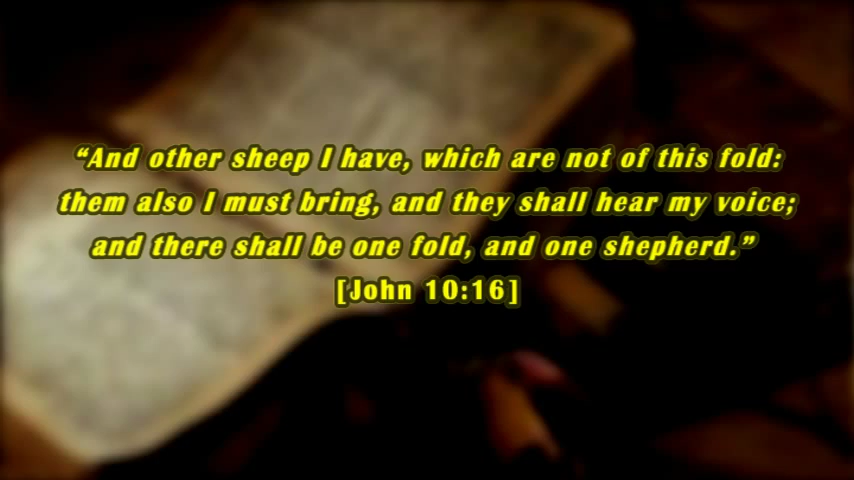 “And other sheep I have, which are not of this fold:
them also I must bring, and they shall hear my voice;
and there shall be one fold, and one shepherd.”
[John 10:16]